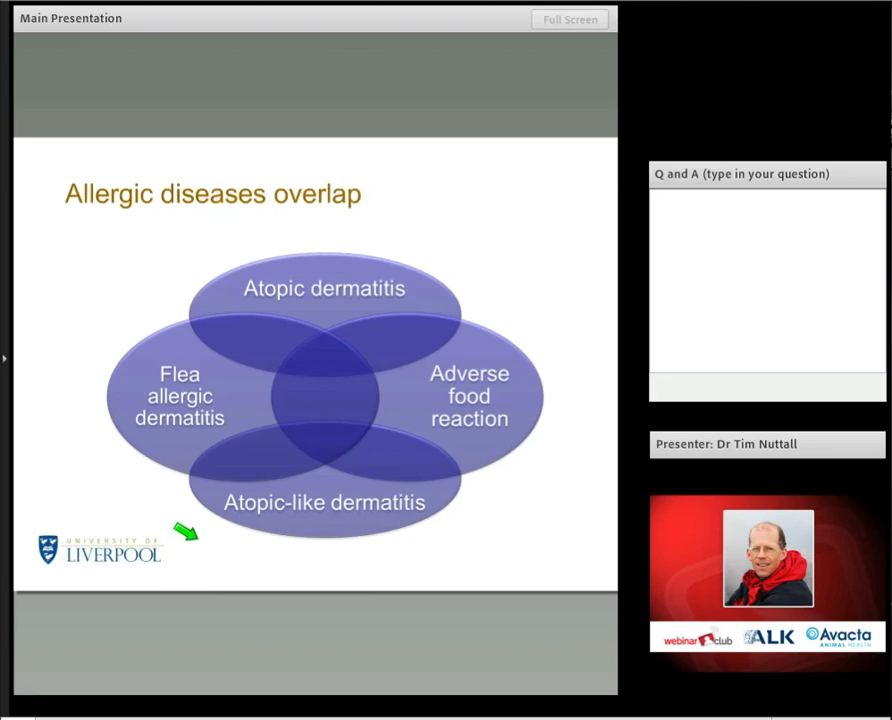 Main Presentation
Full Screen
Allergic diseases overlap
Atopic dermatitis
Flea
allergic
dermatitis
Adverse
food
reaction
Atopic-like dermatitis
UNIVERSITY OF
LIVERPOOL
Q and A (type in your question)
Presenter: Dr Tim Nuttall
webinar club
ALK
Avacta
ANIMAL HEALTH